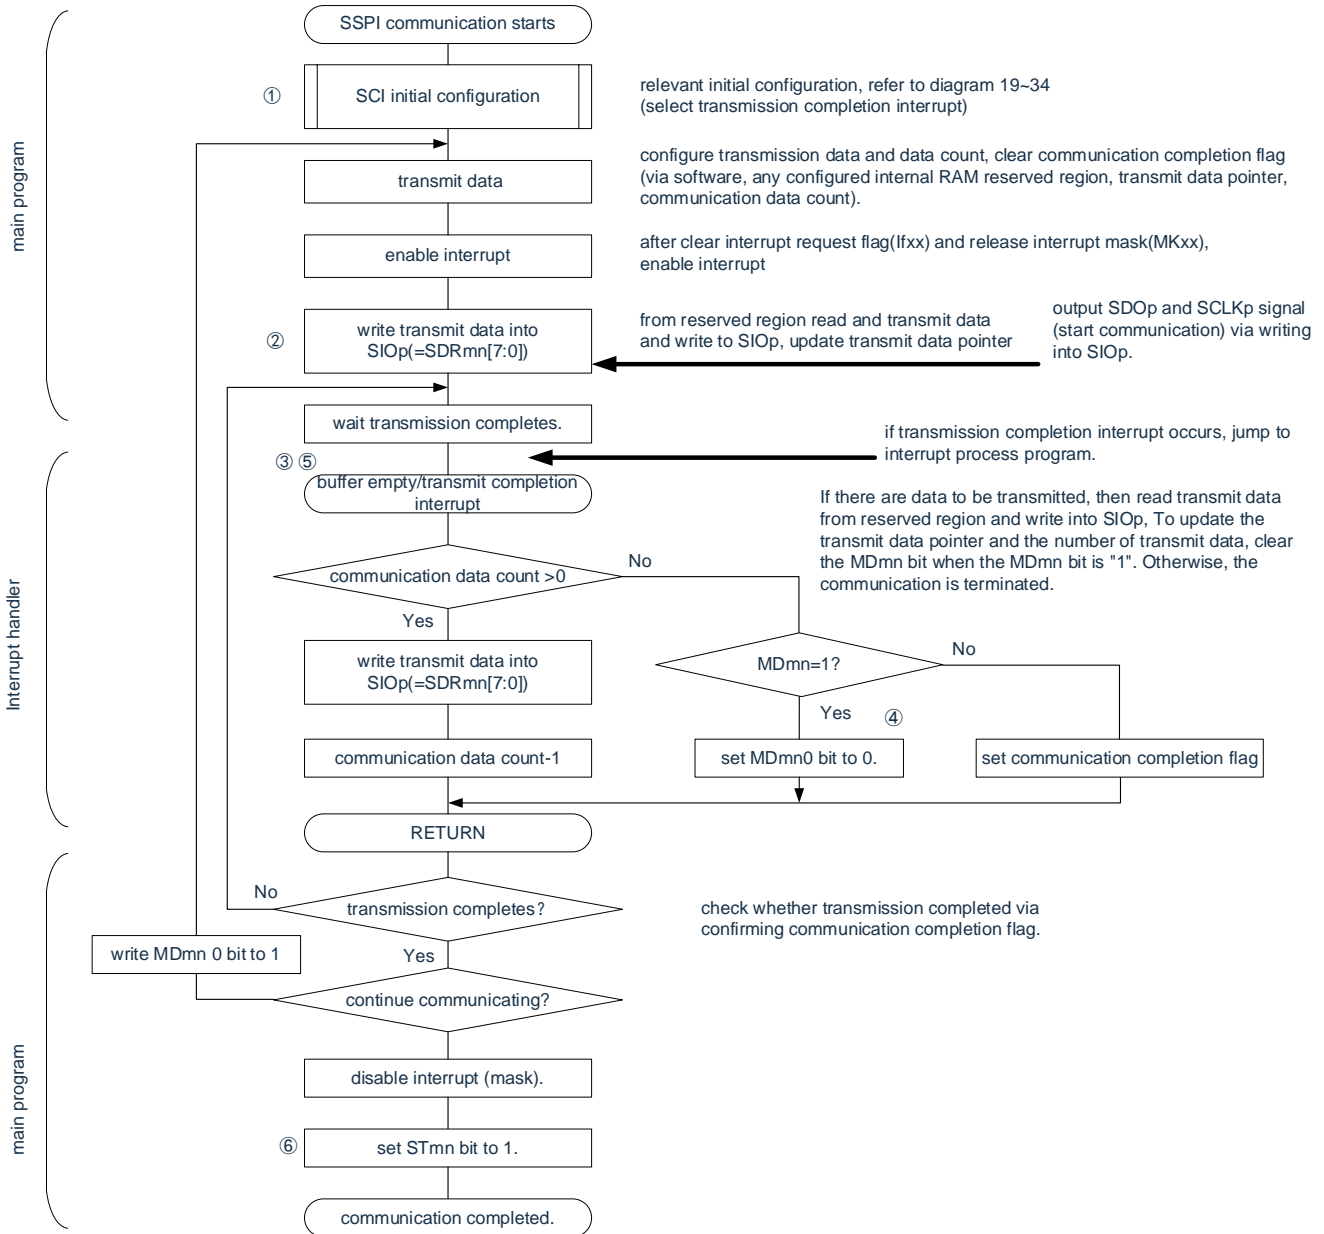 SSPI communication starts
①
SCI initial configuration
relevant initial configuration, refer to diagram 19~34
(select transmission completion interrupt)
main program
transmit data
configure transmission data and data count, clear communication completion flag
(via software, any configured internal RAM reserved region, transmit data pointer,
communication data count).
enable interrupt
after clear interrupt request flag(Ifxx) and release interrupt mask(MKxx),
enable interrupt
②
write transmit data into
SIOp(=SDRmn[7:0])
from reserved region read and transmit data
and write to SIOp, update transmit data pointer
output SDOp and SCLKp signal
(start communication) via writing
into SIOp.
wait transmission completes.
if transmission completion interrupt occurs, jump to
interrupt process program.
③ ⑤
buffer empty/transmit completion
interrupt
If there are data to be transmitted, then read transmit data
from reserved region and write into SIOp, To update the
transmit data pointer and the number of transmit data, clear
the MDmn bit when the MDmn bit is "1". Otherwise, the
communication is terminated.
Interrupt handler
communication data count >0
No
Yes
write transmit data into
SIOp(=SDRmn[7:0])
MDmn=1?
No
Yes
④
communication data count-1
set MDmn0 bit to 0.
set communication completion flag
RETURN
main program
No
transmission completes?
check whether transmission completed via
confirming communication completion flag.
Yes
write MDmn 0 bit to 1
continue communicating?
disable interrupt (mask).
⑥
set STmn bit to 1.
communication completed.